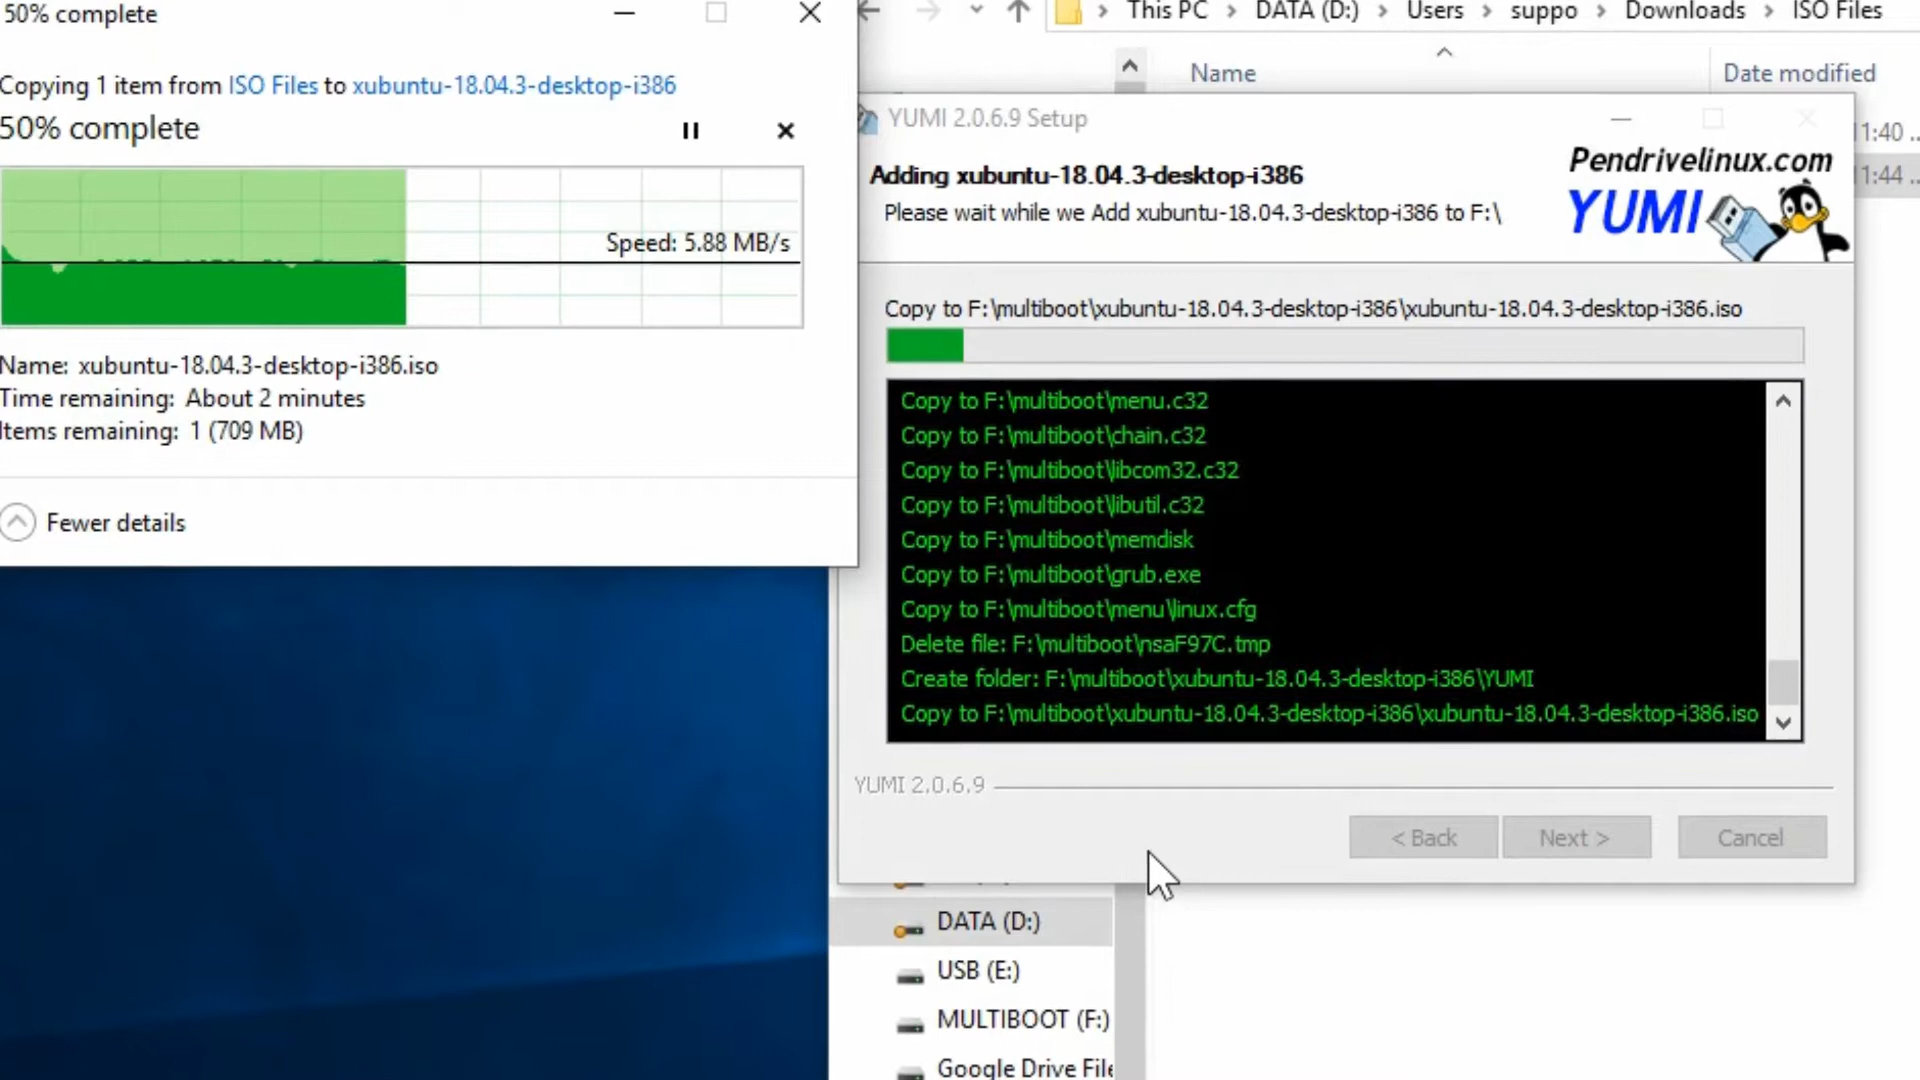 50% complete
Copying 1 item from ISO Files to xubuntu-18.04.3-desktop-i386
50% complete
Speed: 5.88 MB/s
Name: xubuntu-18.04.3-desktop-i386.iso
Time remaining: About 2 minutes
Items remaining: 1 (709 MB)
Fewer details
This PC > DATA (D:) > Users > suppo > Downloads > ISO Files
Name
Date modified
11:40 ..
11:44 ..
YUMI 2.0.6.9 Setup
Adding xubuntu-18.04.3-desktop-i386
Please wait while we Add xubuntu-18.04.3-desktop-i386 to F:\
Pendrivelinux.com
YUMI
Copy to F:\multiboot\xubuntu-18.04.3-desktop-i386\xubuntu-18.04.3-desktop-i386.iso
Copy to F:\multiboot\menu.c32
Copy to F:\multiboot\chain.c32
Copy to F:\multiboot\libcom32.c32
Copy to F:\multiboot\libutil.c32
Copy to F:\multiboot\memdisk
Copy to F:\multiboot\grub.exe
Copy to F:\multiboot\menu\linux.cfg
Delete file: F:\multiboot\nsaF97C.tmp
Create folder: F:\multiboot\xubuntu-18.04.3-desktop-i386\YUMI
Copy to F:\multiboot\xubuntu-18.04.3-desktop-i386\xubuntu-18.04.3-desktop-i386.iso
YUMI 2.0.6.9
< Back
Next >
Cancel
DATA (D:)
USB (E:)
MULTIBOOT (F:)
Google Drive File